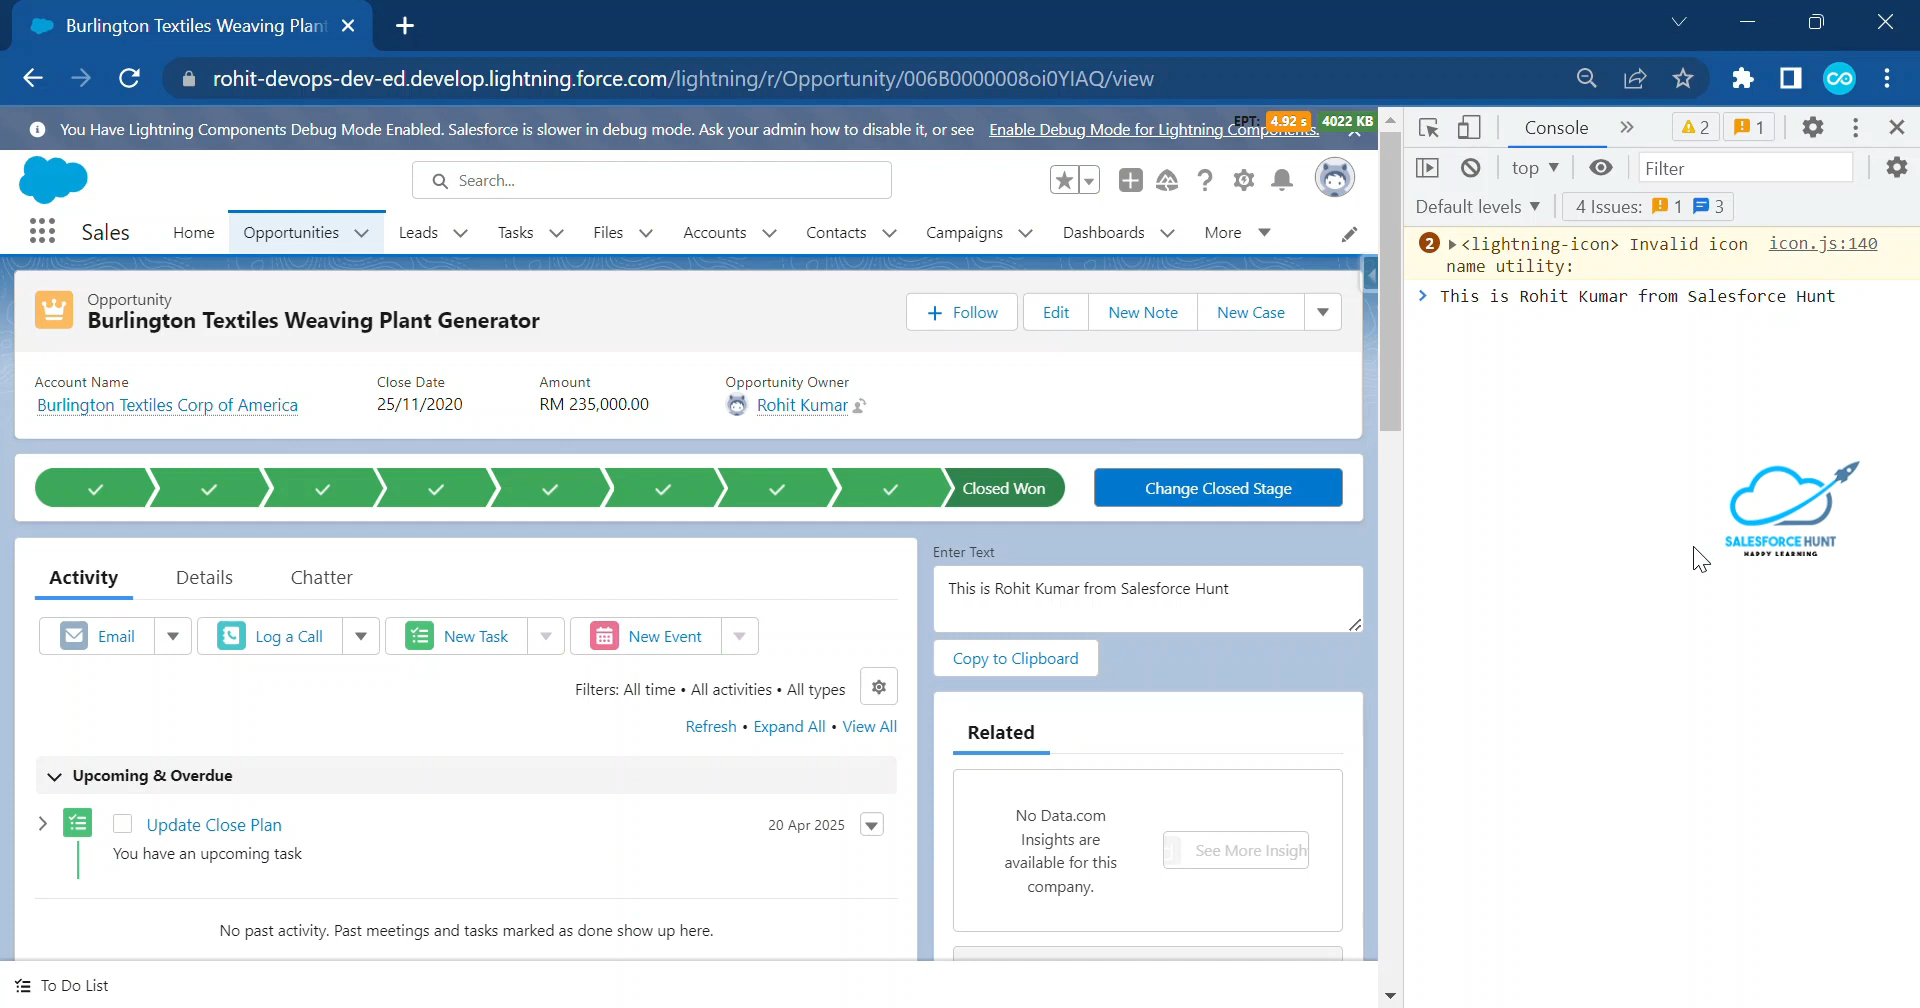 Burlington Textiles Weaving Plan
rohit-devops-dev-ed.develop.lightning.force.com/lightning/r/Opportunity/006B0000008oi0YIAQ/view
You Have Lightning Components Debug Mode Enabled. Salesforce is slower in debug mode. Ask your admin how to disable it, or see Enable Debug Mode for Lightning Components.
EPT: 4.92 s 4022 KB
Search...
Sales Home Opportunities Leads Tasks Files Accounts Contacts Campaigns Dashboards More
Opportunity
Burlington Textiles Weaving Plant Generator
Follow Edit New Note New Case
Account Name Close Date Amount Opportunity Owner
Burlington Textiles Corp of America 25/11/2020 RM 235,000.00 Rohit Kumar
Closed Won Change Closed Stage
Activity Details Chatter
Email Log a Call New Task New Event
Filters: All time • All activities • All types
Refresh • Expand All • View All
Upcoming & Overdue
Update Close Plan 20 Apr 2025
You have an upcoming task
No past activity. Past meetings and tasks marked as done show up here.
To Do List
Enter Text
This is Rohit Kumar from Salesforce Hunt
Copy to Clipboard
Related
No Data.com
Insights are
available for this
company.
See More Insigh
Console 2 1
top Filter
Default levels 4 Issues: 1 3
2 <lightning-icon> Invalid icon icon.js:140
name utility:
This is Rohit Kumar from Salesforce Hunt
SALESFORCE HUNT
HAPPY LEARNING